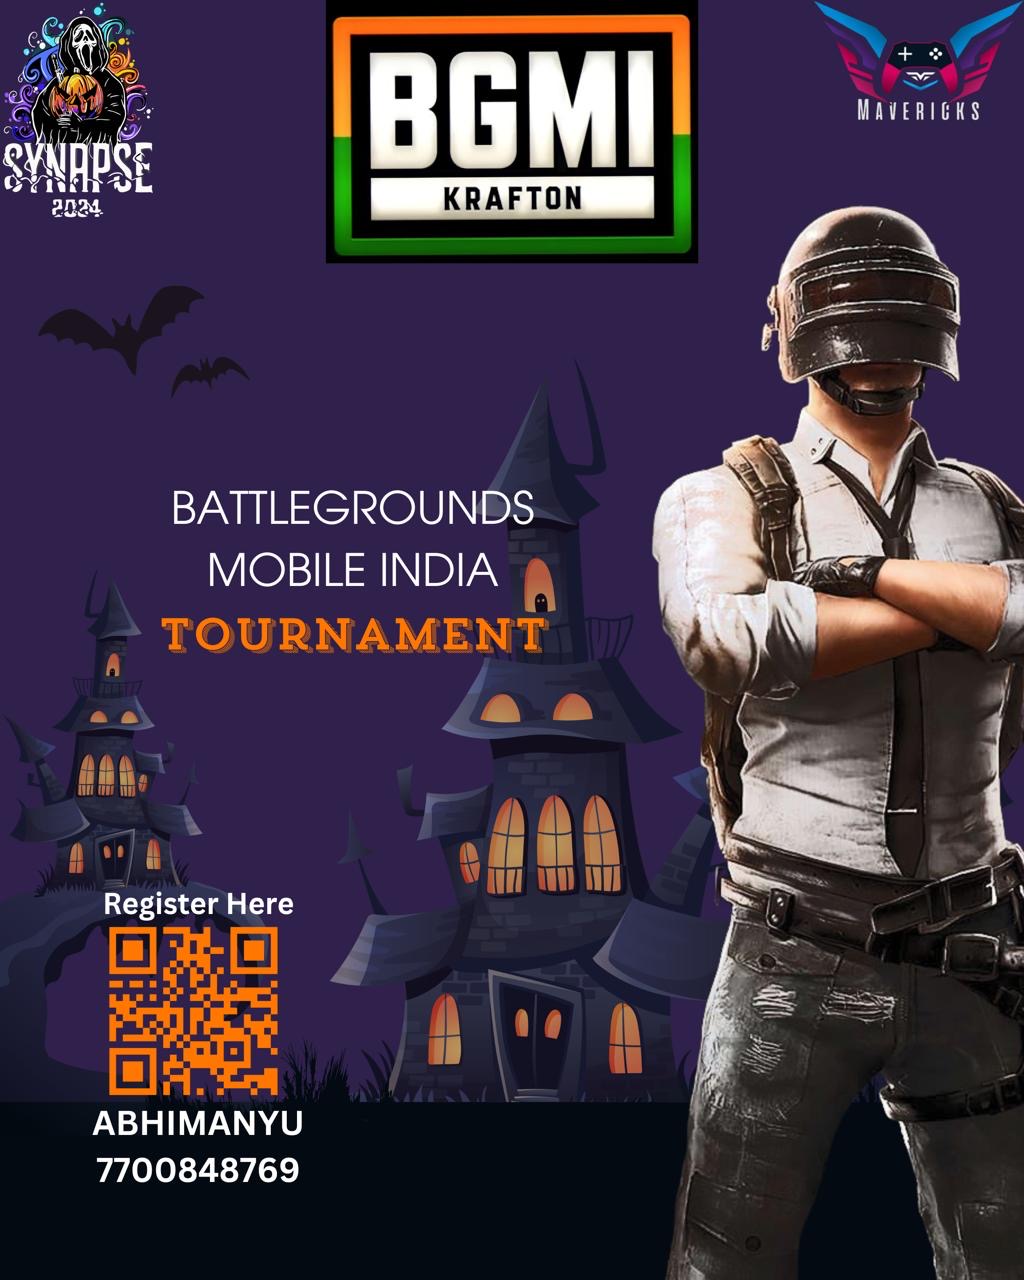 SYNAPSE
2024
BGMI
KRAFTON
MAVERICKS
BATTLEGROUNDS
MOBILE INDIA
TOURNAMENT
Register Here
ABHIMANYU
7700848769